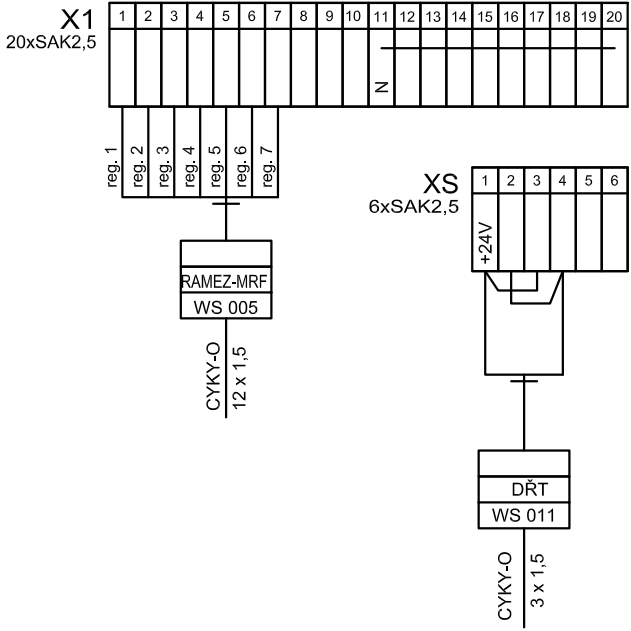 X1
20xSAK2,5
1 2 3 4 5 6 7 8 9 10 11 12 13 14 15 16 17 18 19 20
N
reg. 1
reg. 2
reg. 3
reg. 4
reg. 5
reg. 6
reg. 7
RAMEZ-MRF
WS 005
CYKY-O
12 x 1,5
XS
6xSAK2,5
1 2 3 4 5 6
+24V
DŘT
WS 011
CYKY-O
3 x 1,5